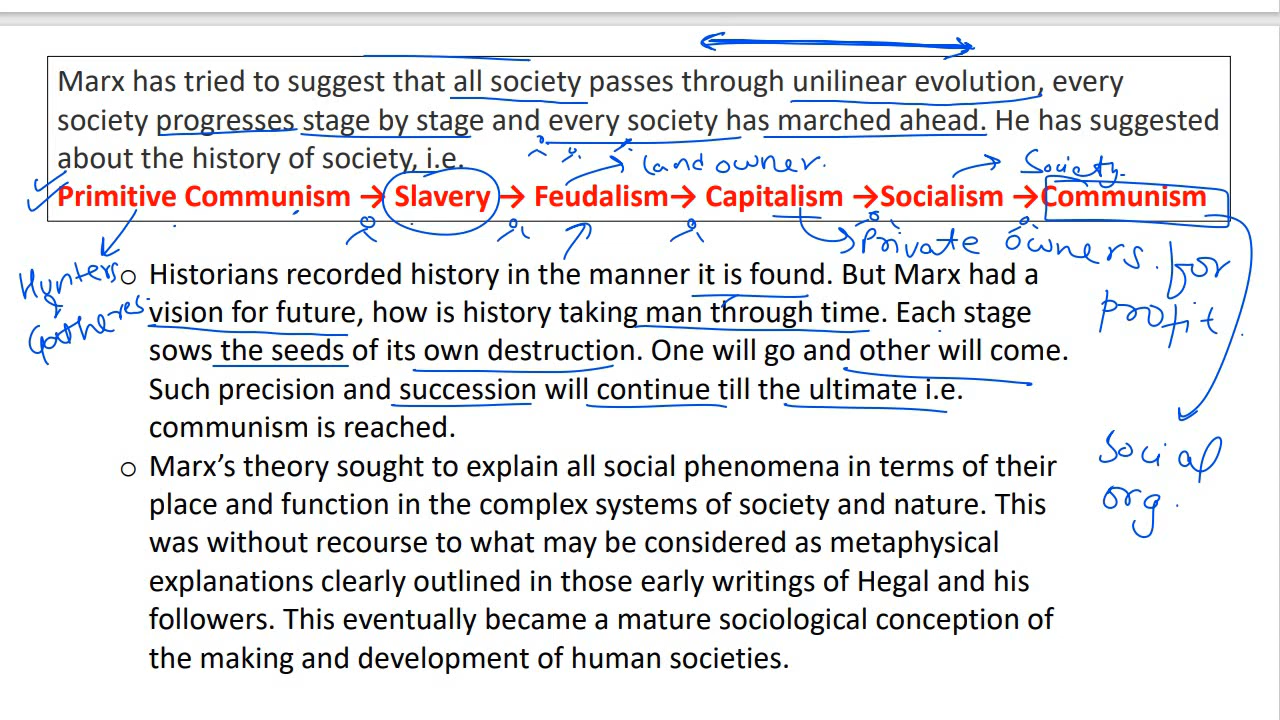 Marx has tried to suggest that all society passes through unilinear evolution, every
society progresses stage by stage and every society has marched ahead. He has suggested
about the history of society, i.e.
land owner.
Society
Primitive Communism → Slavery → Feudalism→ Capitalism →Socialism →Communism
Private owners. for
profit
Hunters
&
Gatheres
o Historians recorded history in the manner it is found. But Marx had a
vision for future, how is history taking man through time. Each stage
sows the seeds of its own destruction. One will go and other will come.
Such precision and succession will continue till the ultimate i.e.
communism is reached.
Social
org.
o Marx’s theory sought to explain all social phenomena in terms of their
place and function in the complex systems of society and nature. This
was without recourse to what may be considered as metaphysical
explanations clearly outlined in those early writings of Hegal and his
followers. This eventually became a mature sociological conception of
the making and development of human societies.